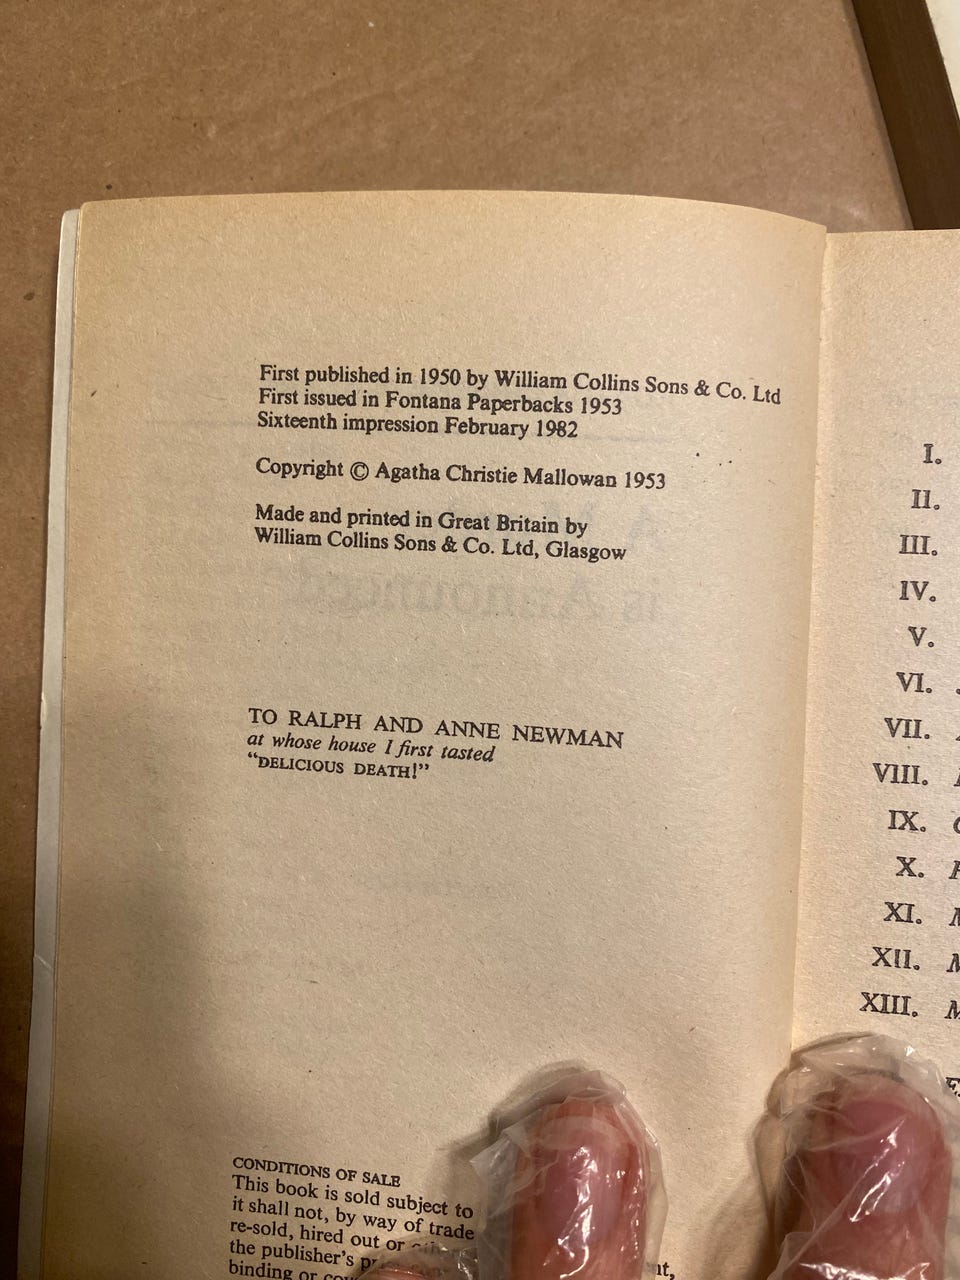 First published in 1950 by William Collins Sons & Co. Ltd
First issued in Fontana Paperbacks 1953
Sixteenth impression February 1982
Copyright © Agatha Christie Mallowan 1953
Made and printed in Great Britain by
William Collins Sons & Co. Ltd, Glasgow
TO RALPH AND ANNE NEWMAN
at whose house I first tasted
“DELICIOUS DEATH!”
CONDITIONS OF SALE
This book is sold subject to
it shall not, by way of trade
re-sold, hired out or
the publisher's
binding or
I.
II.
III.
IV.
V.
VI.
VII.
VIII.
IX.
X.
XI.
XII.
XIII.